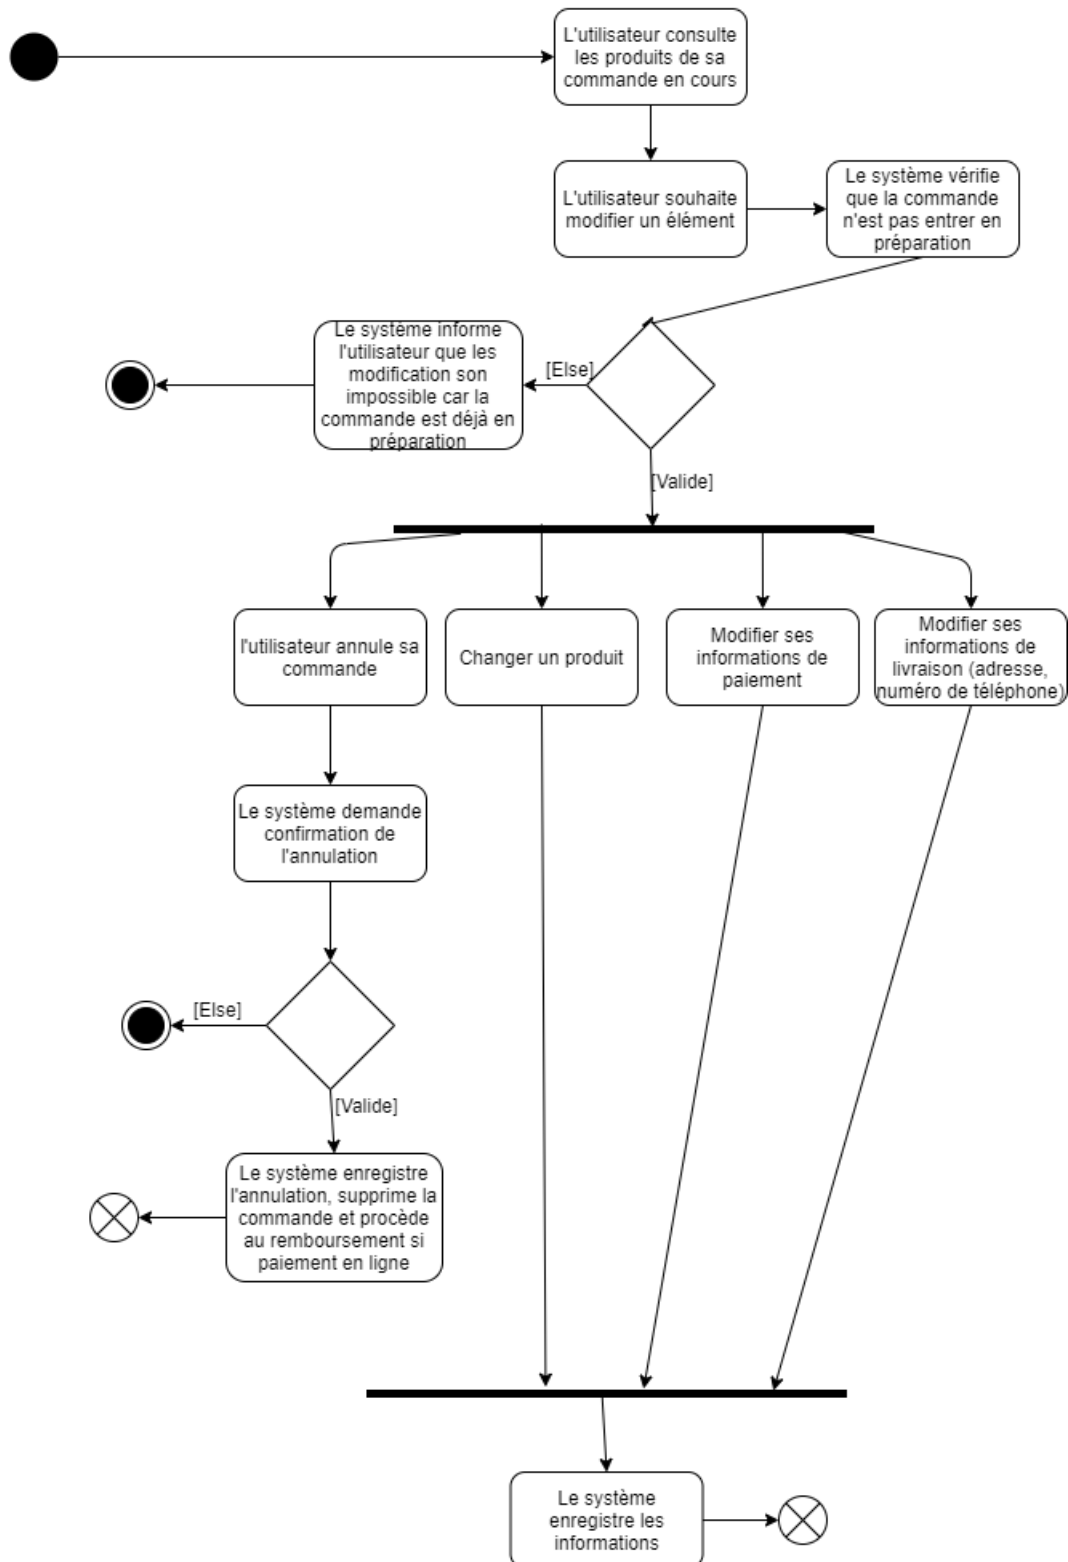 L'utilisateur consulte
les produits de sa
commande en cours
L'utilisateur souhaite
modifier un élément
Le système vérifie
que la commande
n'est pas entrer en
préparation
Le système informe
l'utilisateur que les
modification son
impossible car la
commande est déjà en
préparation
[Else]
[Valide]
l'utilisateur annule sa
commande
Changer un produit
Modifier ses
informations de
paiement
Modifier ses
informations de
livraison (adresse,
numéro de téléphone)
Le système demande
confirmation de
l'annulation
[Else]
[Valide]
Le système enregistre
l'annulation, supprime la
commande et procède
au remboursement si
paiement en ligne
Le système
enregistre les
informations